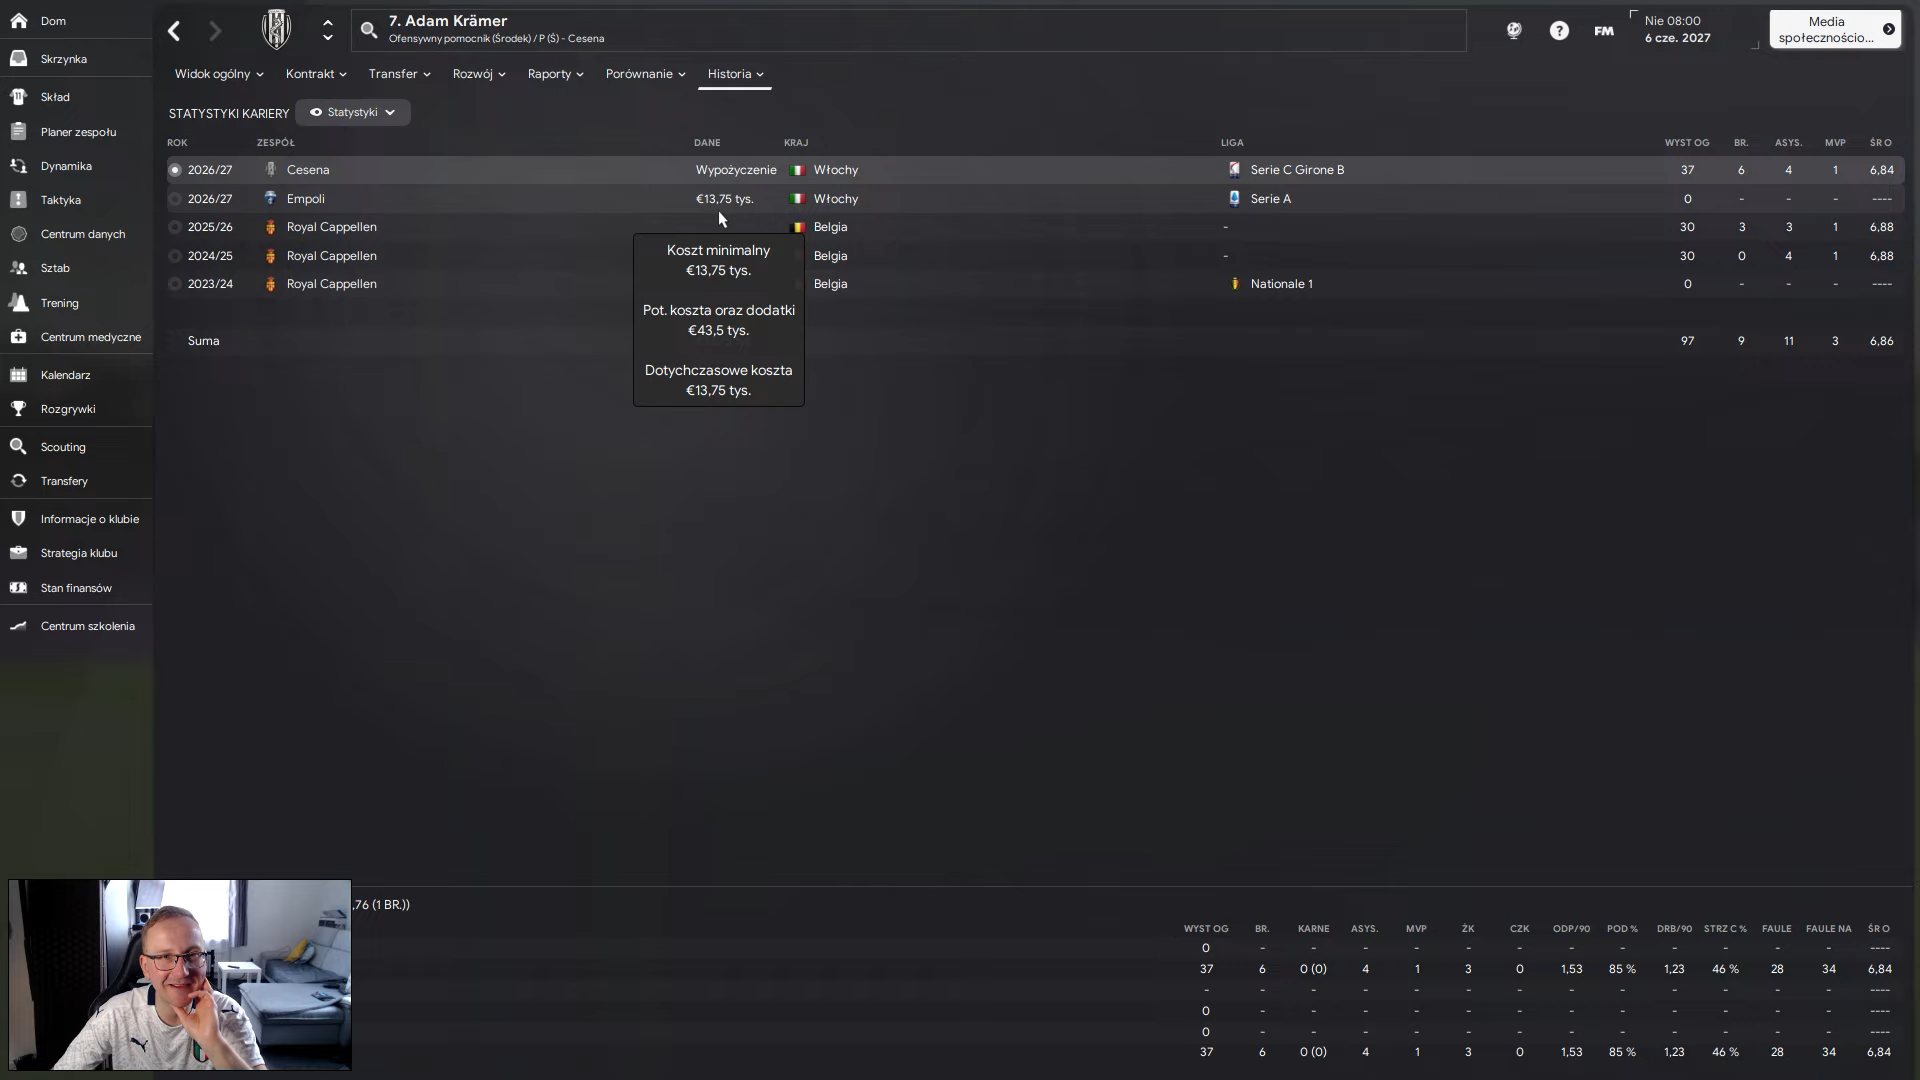 Dom
Skrzynka
Skład
Planer zespołu
Dynamika
Taktyka
Centrum danych
Sztab
Trening
Centrum medyczne
Kalendarz
Rozgrywki
Scouting
Transfery
Informacje o klubie
Strategia klubu
Stan finansów
Centrum szkolenia
7. Adam Krämer
Ofensywny pomocnik (Środek) / P (Ś) - Cesena
FM
Nie 08:00
6 cze. 2027
Media
społecznościo...
Widok ogólny Kontrakt Transfer Rozwój Raporty Porównanie Historia
STATYSTYKI KARIERY Statystyki
ROK ZESPÓŁ DANE KRAJ LIGA WYST OG BR. ASYS. MVP ŚR O
2026/27 Cesena Wypożyczenie Włochy Serie C Girone B 37 6 4 1 6,84
2026/27 Empoli €13,75 tys. Włochy Serie A 0 - - - ----
2025/26 Royal Cappellen Belgia - 30 3 3 1 6,88
2024/25 Royal Cappellen Belgia - 30 0 4 1 6,88
2023/24 Royal Cappellen Belgia Nationale 1 0 - - - ----
Suma 97 9 11 3 6,86
Koszt minimalny
€13,75 tys.
Pot. koszta oraz dodatki
€43,5 tys.
Dotychczasowe koszta
€13,75 tys.
,76 (1 BR.))
WYST OG BR. KARNE ASYS. MVP ŻK CZK ODP/90 POD % DRB/90 STRZ C % FAULE FAULE NA ŚR O
0 - - - - - - - - - - - - ----
37 6 0 (0) 4 1 3 0 1,53 85 % 1,23 46 % 28 34 6,84
- - - - - - - - - - - - - ----
0 - - - - - - - - - - - - ----
0 - - - - - - - - - - - - ----
37 6 0 (0) 4 1 3 0 1,53 85 % 1,23 46 % 28 34 6,84